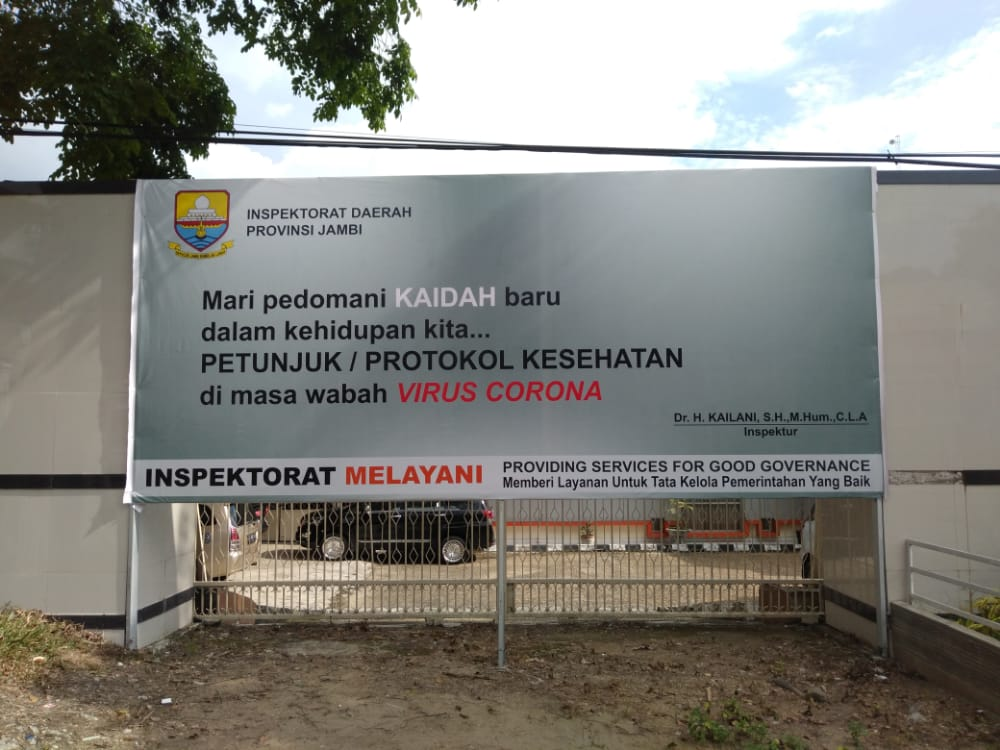 INSPEKTORAT DAERAH
PROVINSI JAMBI
Mari pedomani KAIDAH baru
dalam kehidupan kita...
PETUNJUK / PROTOKOL KESEHATAN
di masa wabah VIRUS CORONA
Dr. H. KAILANI, S.H.,M.Hum.,C.L.A
Inspektur
INSPEKTORAT MELAYANI
PROVIDING SERVICES FOR GOOD GOVERNANCE
Memberi Layanan Untuk Tata Kelola Pemerintahan Yang Baik